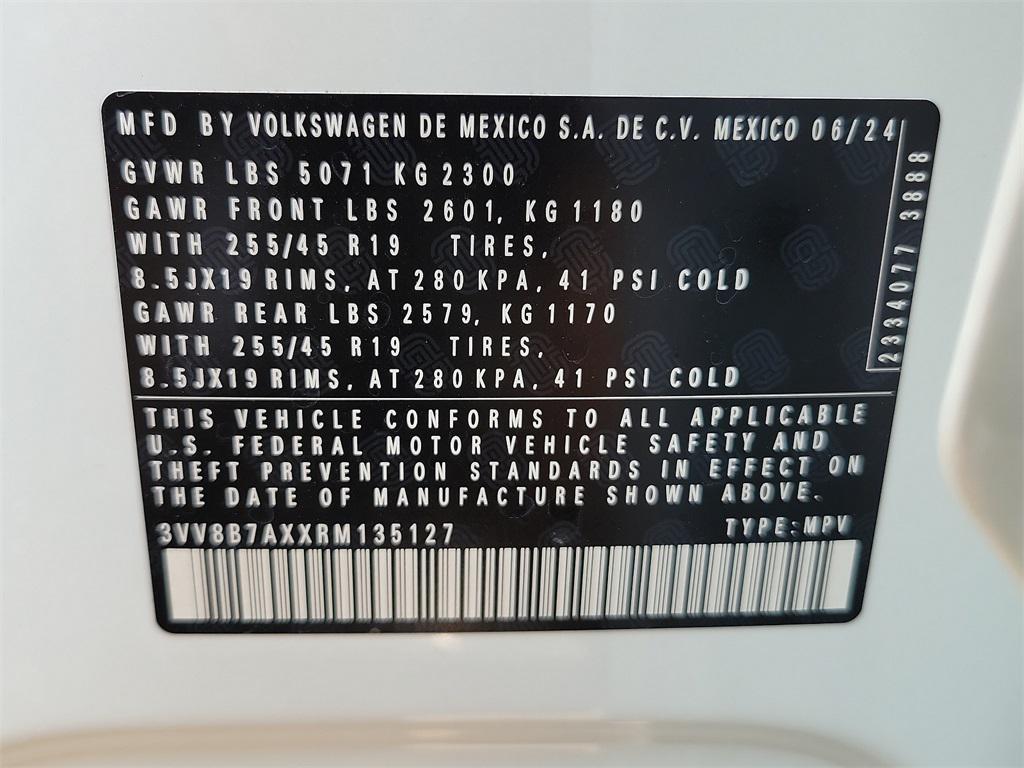 MFD BY VOLKSWAGEN DE MEXICO S.A. DE C.V. MEXICO 06/24
GVWR LBS 5071 KG 2300
GAWR FRONT LBS 2601, KG 1180
WITH 255/45 R19 TIRES,
8.5JX19 RIMS, AT 280 KPA, 41 PSI COLD
GAWR REAR LBS 2579, KG 1170
WITH 255/45 R19 TIRES,
8.5JX19 RIMS, AT 280 KPA, 41 PSI COLD
2334077 3888
THIS VEHICLE CONFORMS TO ALL APPLICABLE
U.S. FEDERAL MOTOR VEHICLE SAFETY AND
THEFT PREVENTION STANDARDS IN EFFECT ON
THE DATE OF MANUFACTURE SHOWN ABOVE.
3VV8B7AXXRM135127 TYPE:MPV